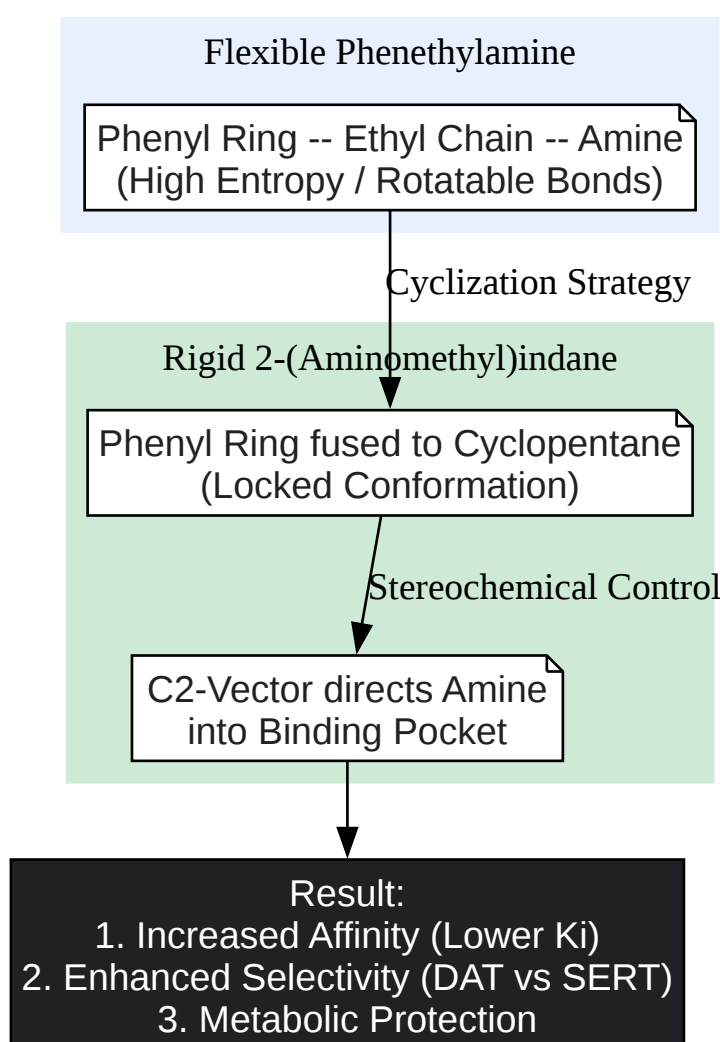 Flexible Phenethylamine
Phenyl Ring -- Ethyl Chain -- Amine
(High Entropy / Rotatable Bonds)
Cyclization Strategy
Rigid 2-(Aminomethyl)indane
Phenyl Ring fused to Cyclopentane
(Locked Conformation)
Stereochemical Control
C2-Vector directs Amine
into Binding Pocket
Result:
1. Increased Affinity (Lower Ki)
2. Enhanced Selectivity (DAT vs SERT)
3. Metabolic Protection